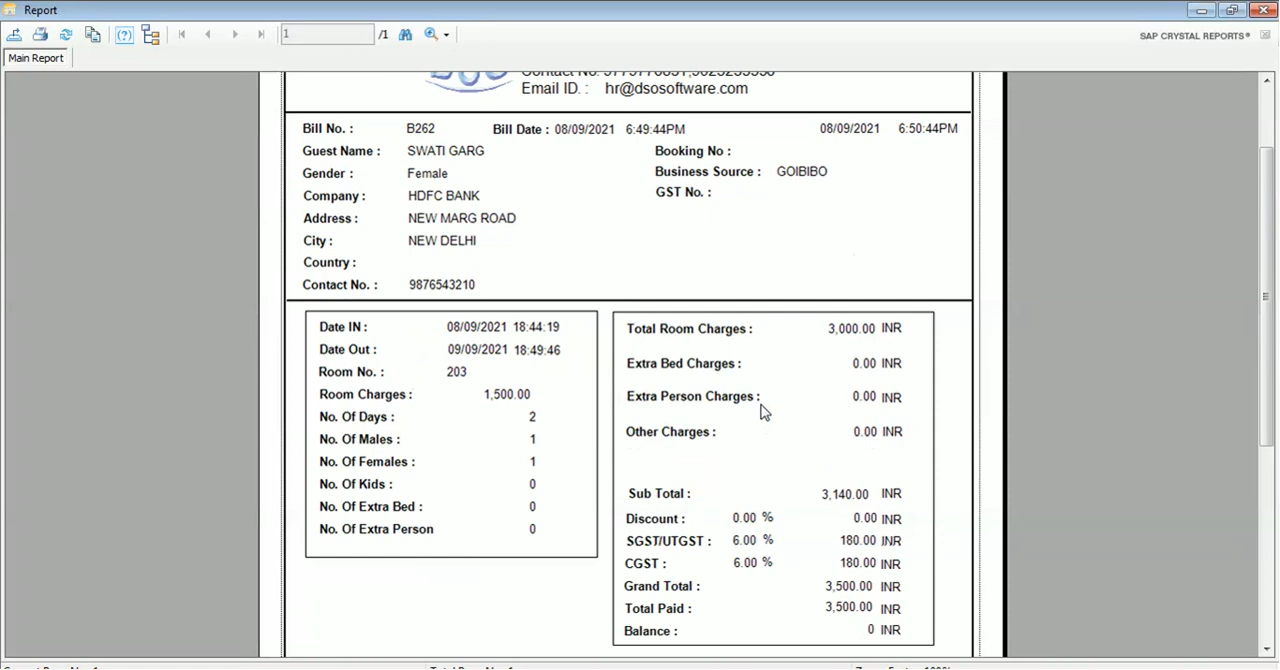 Report
1 /1 SAP CRYSTAL REPORTS®
Main Report
Email ID. : hr@dsosoftware.com
Bill No. : B262 Bill Date : 08/09/2021 6:49:44PM 08/09/2021 6:50:44PM
Guest Name : SWATI GARG Booking No :
Gender : Female Business Source : GOIBIBO
Company : HDFC BANK GST No. :
Address : NEW MARG ROAD
City : NEW DELHI
Country :
Contact No. : 9876543210
Date IN : 08/09/2021 18:44:19
Date Out : 09/09/2021 18:49:46
Room No. : 203
Room Charges : 1,500.00
No. Of Days : 2
No. Of Males : 1
No. Of Females : 1
No. Of Kids : 0
No. Of Extra Bed : 0
No. Of Extra Person 0
Total Room Charges : 3,000.00 INR
Extra Bed Charges : 0.00 INR
Extra Person Charges : 0.00 INR
Other Charges : 0.00 INR
Sub Total : 3,140.00 INR
Discount : 0.00 % 0.00 INR
SGST/UTGST : 6.00 % 180.00 INR
CGST : 6.00 % 180.00 INR
Grand Total : 3,500.00 INR
Total Paid : 3,500.00 INR
Balance : 0 INR